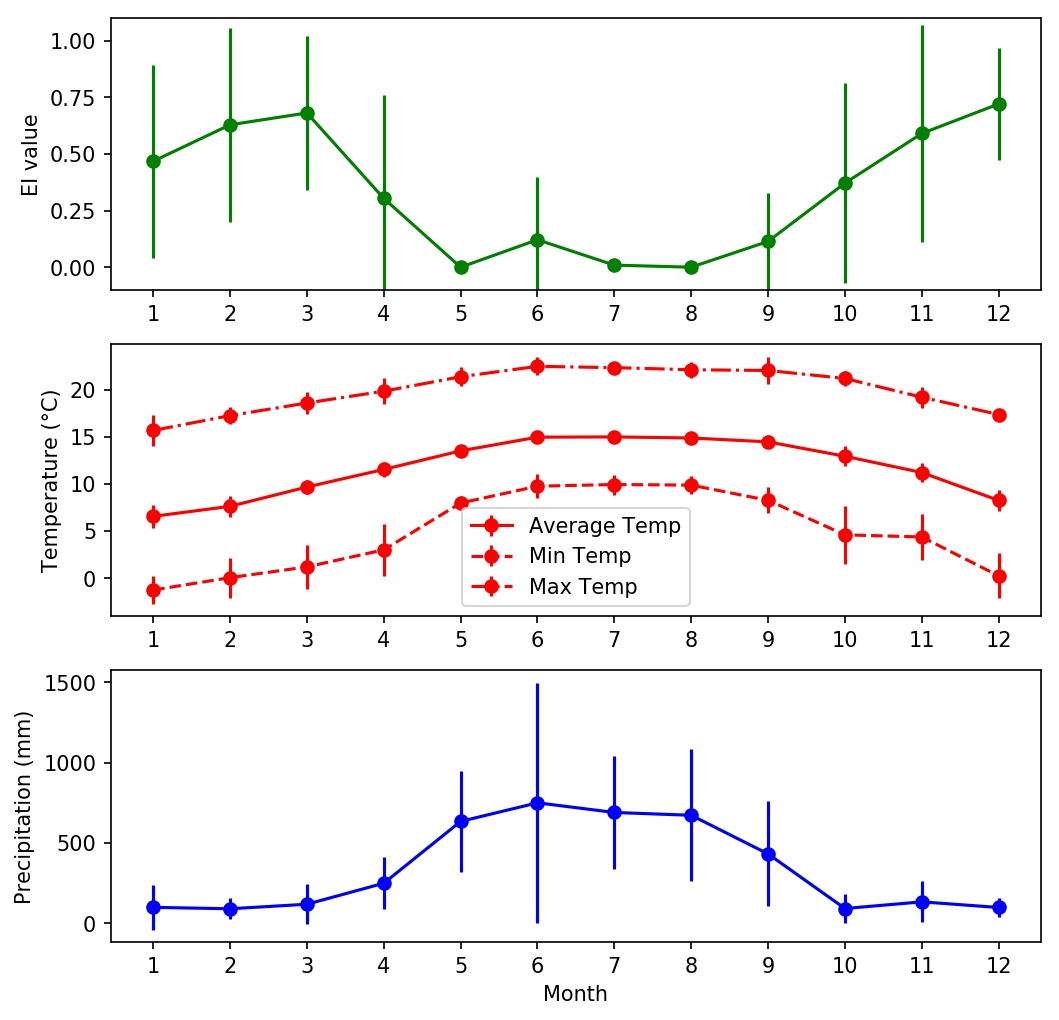 EI value
1.00
0.75
0.50
0.25
0.00
1 2 3 4 5 6 7 8 9 10 11 12
Temperature (°C)
20
15
10
5
0
Average Temp
Min Temp
Max Temp
1 2 3 4 5 6 7 8 9 10 11 12
Precipitation (mm)
1500
1000
500
0
1 2 3 4 5 6 7 8 9 10 11 12
Month